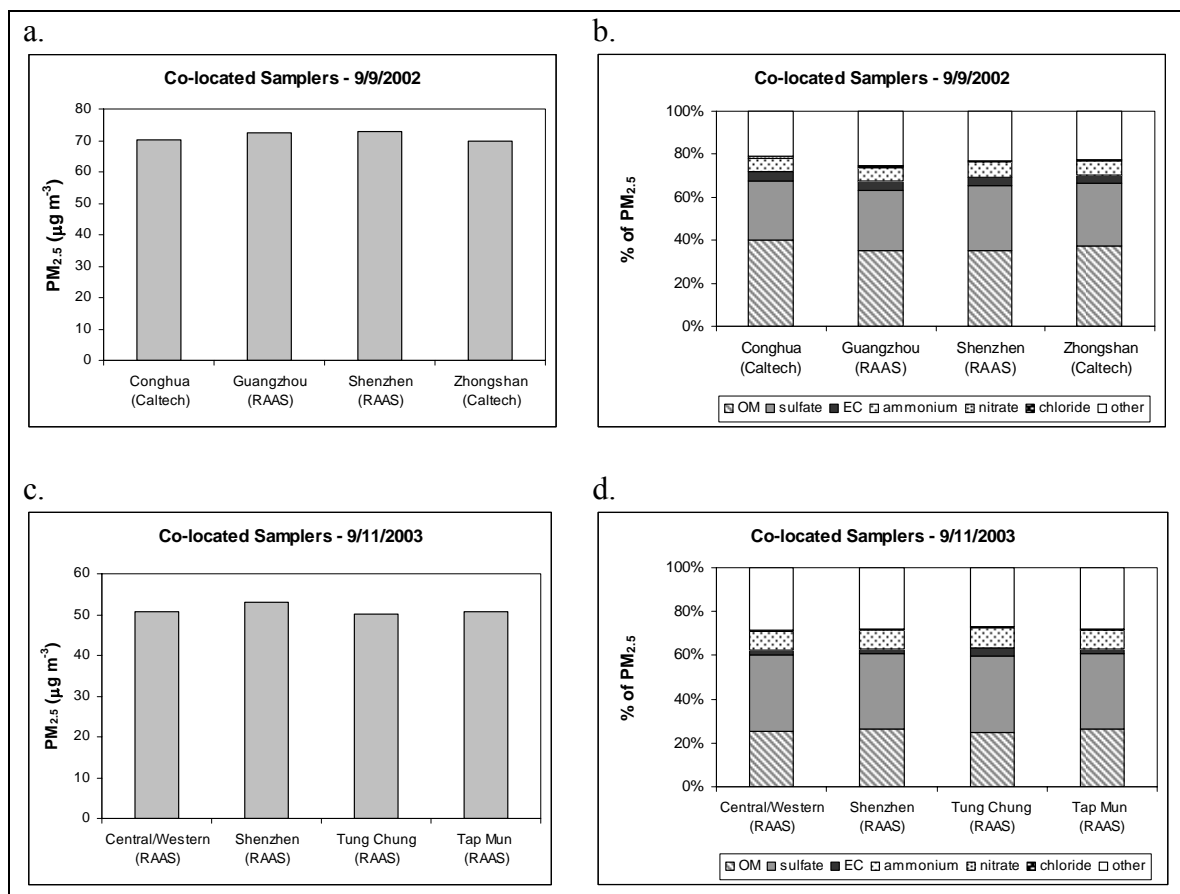 a.
Co-located Samplers - 9/9/2002
PM2.5 (µg m-3)
80
70
60
50
40
30
20
10
0
Conghua Guangzhou Shenzhen Zhongshan
(Caltech) (RAAS) (RAAS) (Caltech)
b.
Co-located Samplers - 9/9/2002
% of PM2.5
100%
80%
60%
40%
20%
0%
Conghua Guangzhou Shenzhen Zhongshan
(Caltech) (RAAS) (RAAS) (Caltech)
OM sulfate EC ammonium nitrate chloride other
c.
Co-located Samplers - 9/11/2003
PM2.5 (µg m-3)
60
50
40
30
20
10
0
Central/Western Shenzhen Tung Chung Tap Mun
(RAAS) (RAAS) (RAAS) (RAAS)
d.
Co-located Samplers - 9/11/2003
% of PM2.5
100%
80%
60%
40%
20%
0%
Central/Western Shenzhen Tung Chung Tap Mun
(RAAS) (RAAS) (RAAS) (RAAS)
OM sulfate EC ammonium nitrate chloride other